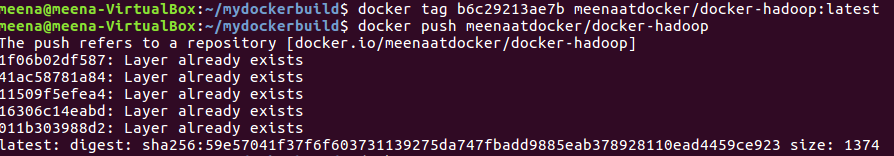 meena@meena-VirtualBox:~/mydockerbuild$ docker tag b6c29213ae7b meenaatdocker/docker-hadoop:latest
meena@meena-VirtualBox:~/mydockerbuild$ docker push meenaatdocker/docker-hadoop
The push refers to a repository [docker.io/meenaatdocker/docker-hadoop]
1f06b02df587: Layer already exists
41ac58781a84: Layer already exists
11509f5efea4: Layer already exists
16306c14eabd: Layer already exists
011b303988d2: Layer already exists
latest: digest: sha256:59e57041f37f6f603731139275da747fbadd9885eab378928110ead4459ce923 size: 1374